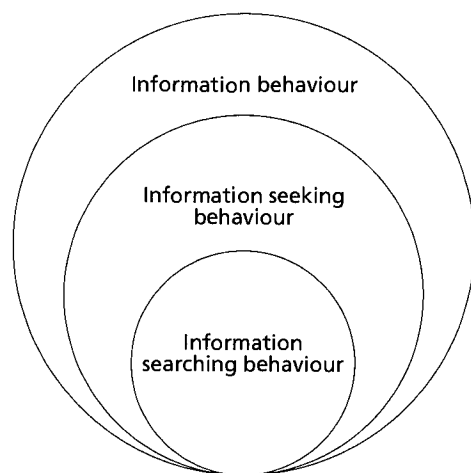 Information behaviour
Information seeking
behaviour
Information
searching behaviour